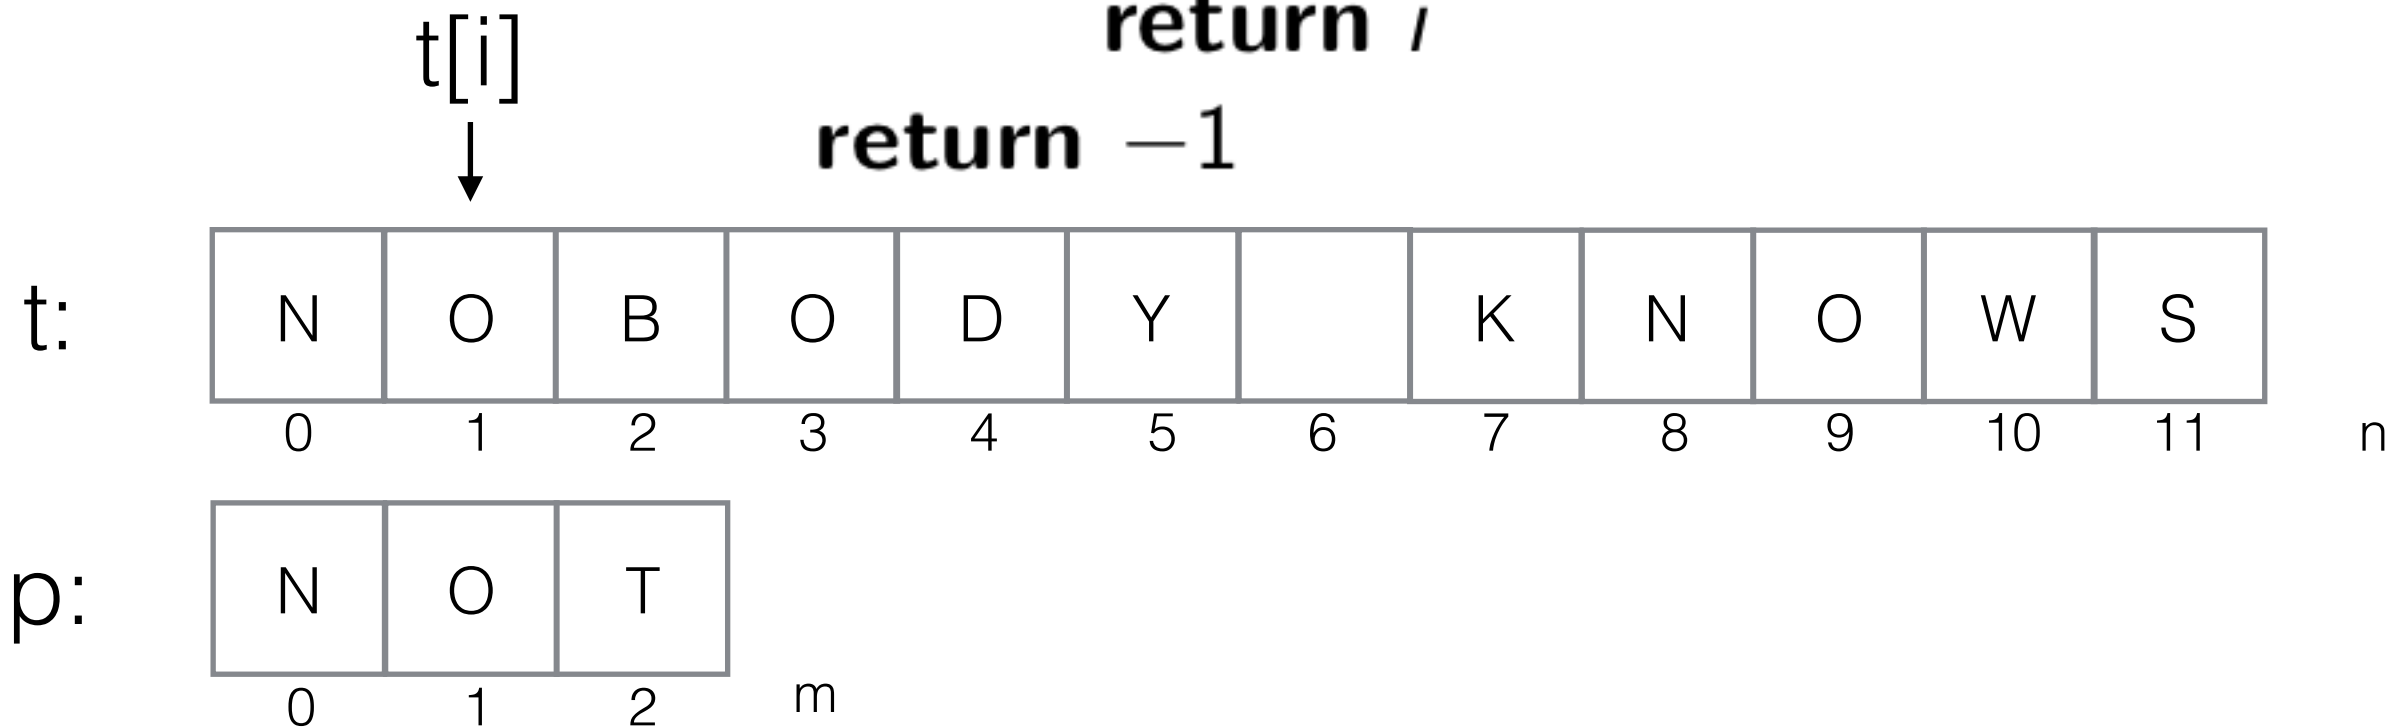 return i
t[i]
return −1
t: N O B O D Y K N O W S
0 1 2 3 4 5 6 7 8 9 10 11 n
p: N O T
0 1 2 m